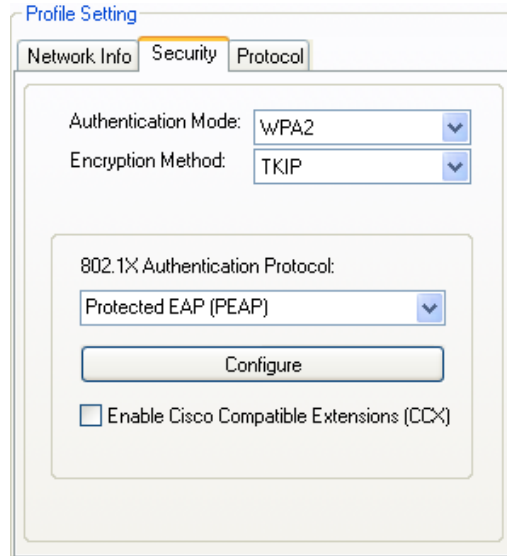 Profile Setting
Network Info Security Protocol
Authentication Mode: WPA2
Encryption Method: TKIP
802.1X Authentication Protocol:
Protected EAP (PEAP)
Configure
Enable Cisco Compatible Extensions (CCX)